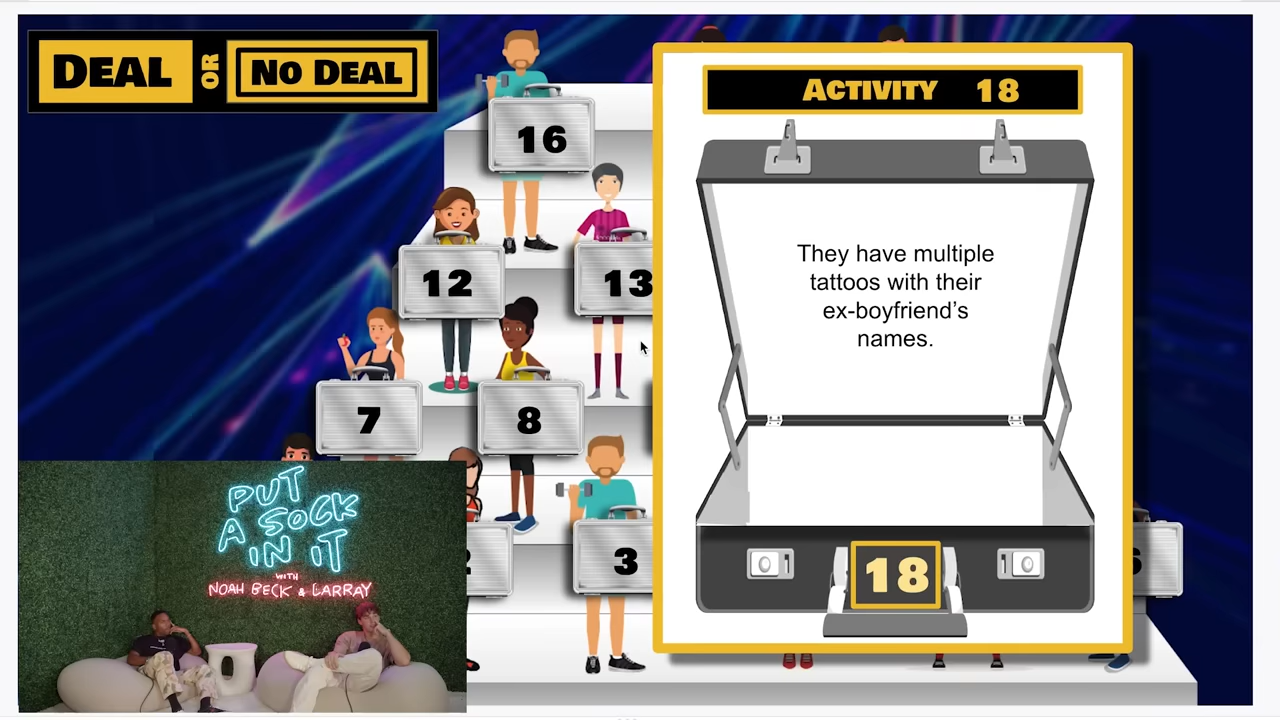 DEAL OR NO DEAL
ACTIVITY 18
16
They have multiple
tattoos with their
ex-boyfriend's
names.
12
13
7
8
3
18
PUT
A SOCK
IN IT
WITH
NOAH BECK & LARRAY